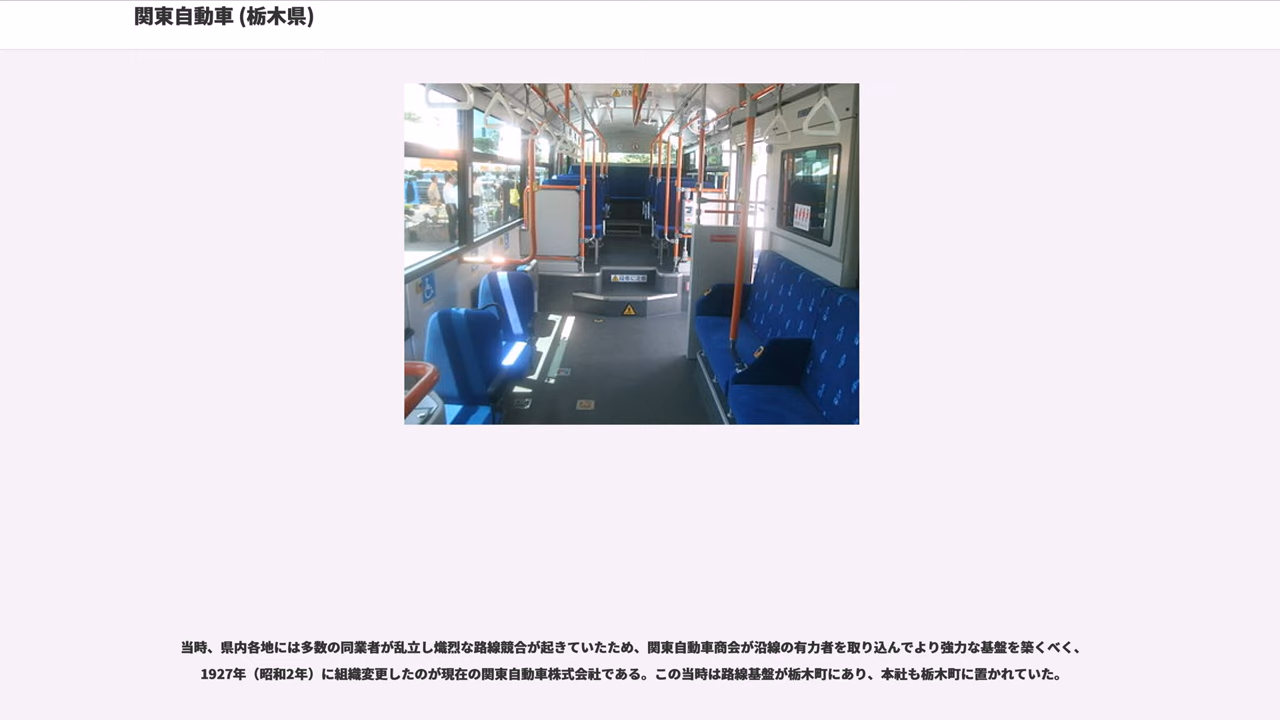 関東自動車 (栃木県)
当時、県内各地には多数の同業者が乱立し熾烈な路線競合が起きていたため、関東自動車商会が沿線の有力者を取り込んでより強力な基盤を築くべく、
1927年（昭和2年）に組織変更したのが現在の関東自動車株式会社である。この当時は路線基盤が栃木町にあり、本社も栃木町に置かれていた。